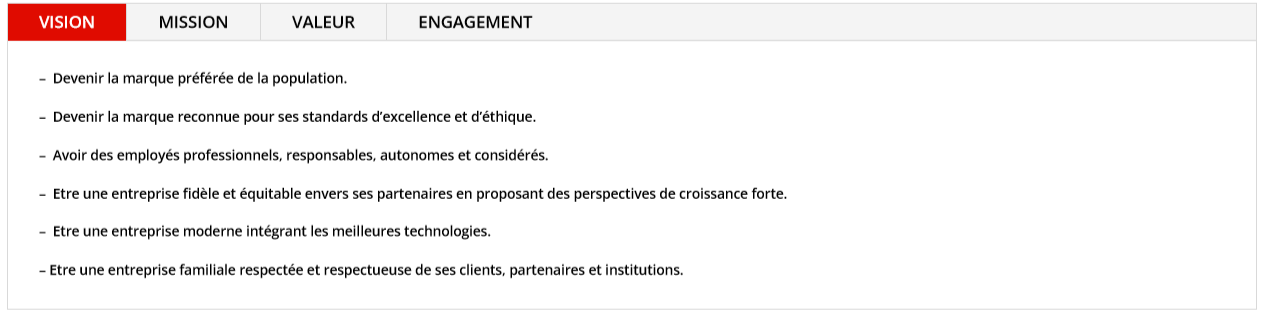 VISION MISSION VALEUR ENGAGEMENT
– Devenir la marque préférée de la population.
– Devenir la marque reconnue pour ses standards d’excellence et d’éthique.
– Avoir des employés professionnels, responsables, autonomes et considérés.
– Etre une entreprise fidèle et équitable envers ses partenaires en proposant des perspectives de croissance forte.
– Etre une entreprise moderne intégrant les meilleures technologies.
– Etre une entreprise familiale respectée et respectueuse de ses clients, partenaires et institutions.